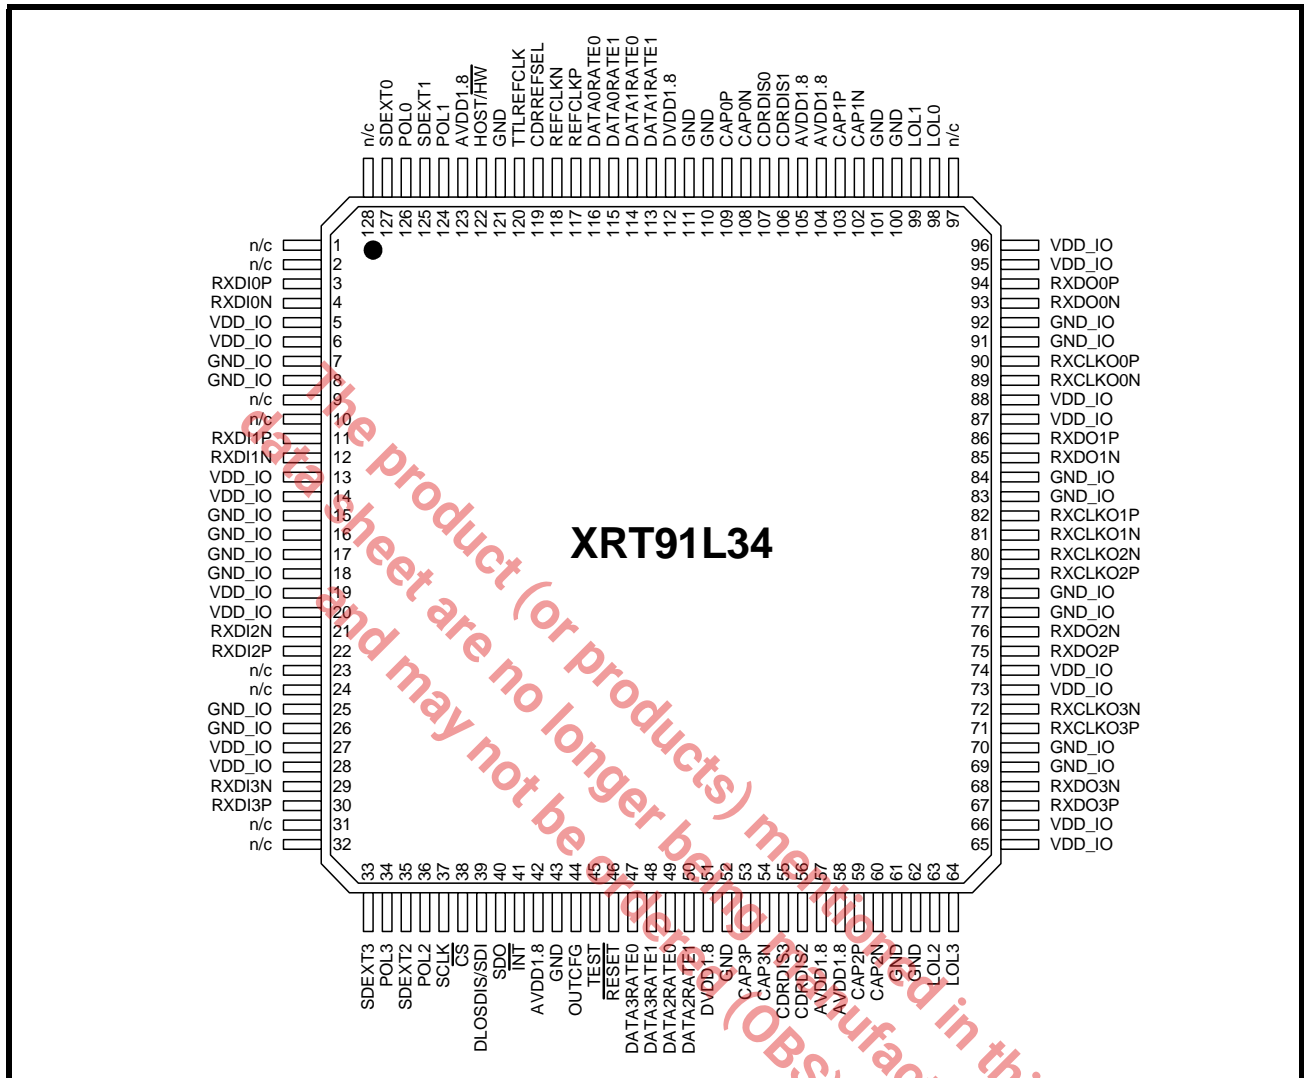 n/c
SDEXT0
POL0
SDEXT1
POL1
AVDD1.8
HOST/HW
GND
TTLREFCLK
CDRREFSEL
REFCLKN
REFCLKP
DATA0RATE0
DATA0RATE1
DATA1RATE0
DATA1RATE1
DVDD1.8
GND
GND
CAP0P
CAP0N
CDRDIS0
CDRDIS1
AVDD1.8
AVDD1.8
CAP1P
CAP1N
GND
GND
LOL1
LOL0
n/c
128
127
126
125
124
123
122
121
120
119
118
117
116
115
114
113
112
111
110
109
108
107
106
105
104
103
102
101
100
99
98
97
n/c 1
n/c 2
RXDI0P 3
RXDI0N 4
VDD_IO 5
VDD_IO 6
GND_IO 7
GND_IO 8
n/c 9
n/c 10
RXDI1P 11
RXDI1N 12
VDD_IO 13
VDD_IO 14
GND_IO 15
GND_IO 16
GND_IO 17
GND_IO 18
VDD_IO 19
VDD_IO 20
RXDI2N 21
RXDI2P 22
n/c 23
n/c 24
GND_IO 25
GND_IO 26
VDD_IO 27
VDD_IO 28
RXDI3N 29
RXDI3P 30
n/c 31
n/c 32
XRT91L34
96 VDD_IO
95 VDD_IO
94 RXDO0P
93 RXDO0N
92 GND_IO
91 GND_IO
90 RXCLKO0P
89 RXCLKO0N
88 VDD_IO
87 VDD_IO
86 RXDO1P
85 RXDO1N
84 GND_IO
83 GND_IO
82 RXCLKO1P
81 RXCLKO1N
80 RXCLKO2N
79 RXCLKO2P
78 GND_IO
77 GND_IO
76 RXDO2N
75 RXDO2P
74 VDD_IO
73 VDD_IO
72 RXCLKO3N
71 RXCLKO3P
70 GND_IO
69 GND_IO
68 RXDO3N
67 RXDO3P
66 VDD_IO
65 VDD_IO
33
34
35
36
37
38
39
40
41
42
43
44
45
46
47
48
49
50
51
52
53
54
55
56
57
58
59
60
61
62
63
64
SDEXT3
POL3
SDEXT2
POL2
SCLK
CS
DLOSDIS/SDI
SDO
INT
AVDD1.8
GND
OUTCFG
TEST
RESET
DATA3RATE0
DATA3RATE1
DATA2RATE0
DATA2RATE1
DVDD1.8
GND
CAP3P
CAP3N
CDRDIS3
CDRDIS2
AVDD1.8
AVDD1.8
CAP2P
CAP2N
GND
GND
LOL2
LOL3
The product (or products) mentioned in this
data sheet are no longer being manufac
and may not be ordered (OBS)